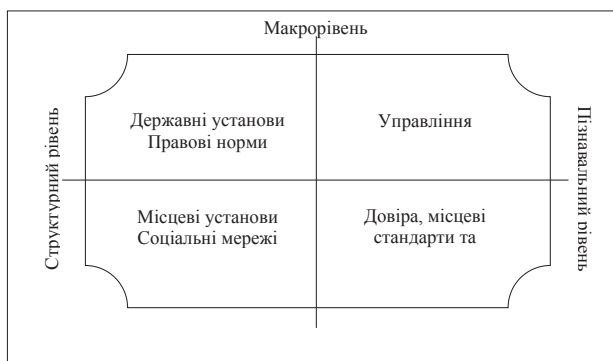 Макрорівень
Структурний рівень
Державні установи
Правові норми
Управління
Місцеві установи
Соціальні мережі
Довіра, місцеві
стандарти та
Пізнавальний рівень